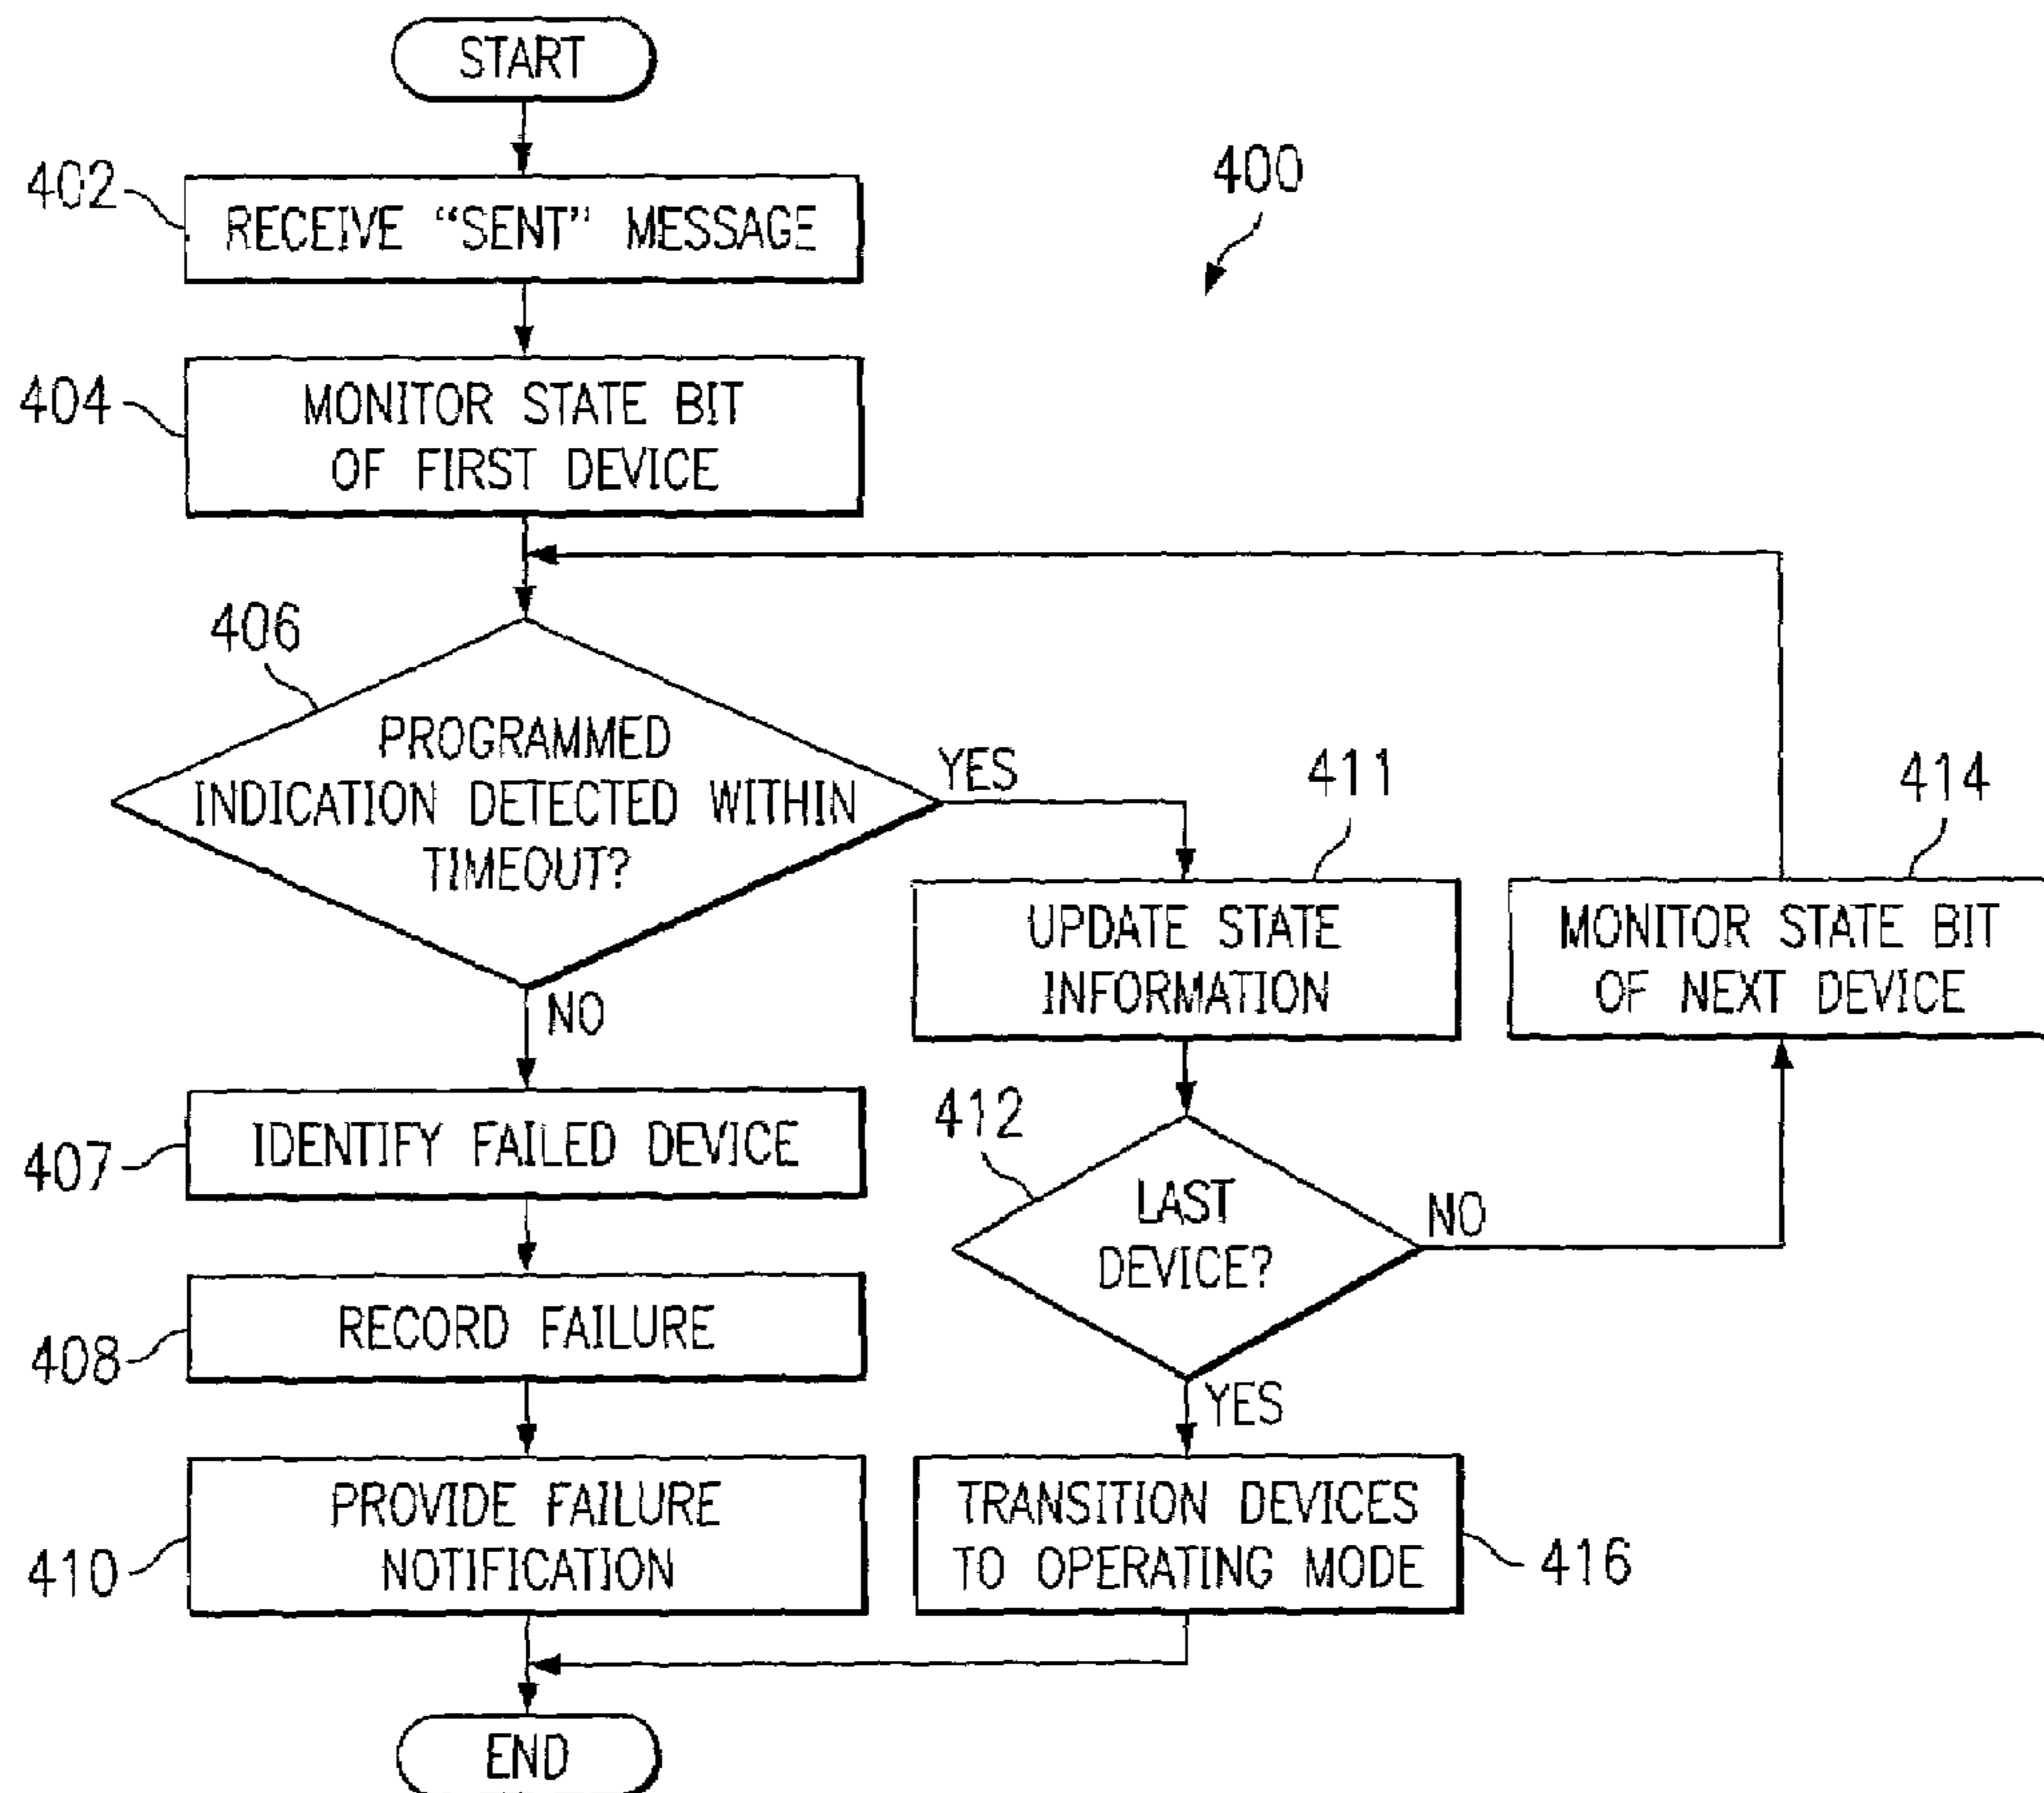 START
400
402
RECEIVE “SENT” MESSAGE
404
MONITOR STATE BIT
OF FIRST DEVICE
406
PROGRAMMED
INDICATION DETECTED WITHIN
TIMEOUT?
YES
NO
411
UPDATE STATE
INFORMATION
414
MONITOR STATE BIT
OF NEXT DEVICE
407
IDENTIFY FAILED DEVICE
412
LAST
DEVICE?
NO
YES
408
RECORD FAILURE
410
PROVIDE FAILURE
NOTIFICATION
TRANSITION DEVICES
TO OPERATING MODE
416
END